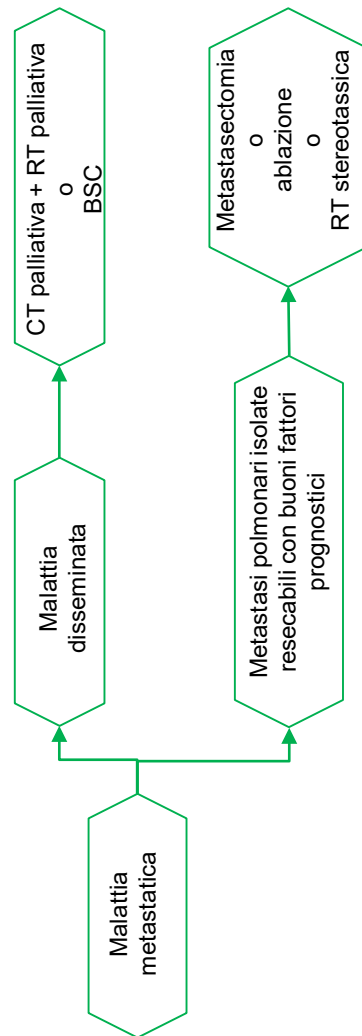 Malattia
metastatica
Malattia
disseminata
CT palliativa + RT palliativa
o
BSC
Metastasi polmonari isolate
resecabili con buoni fattori
prognostici
Metastasectomia
o
ablazione
o
RT stereotassica